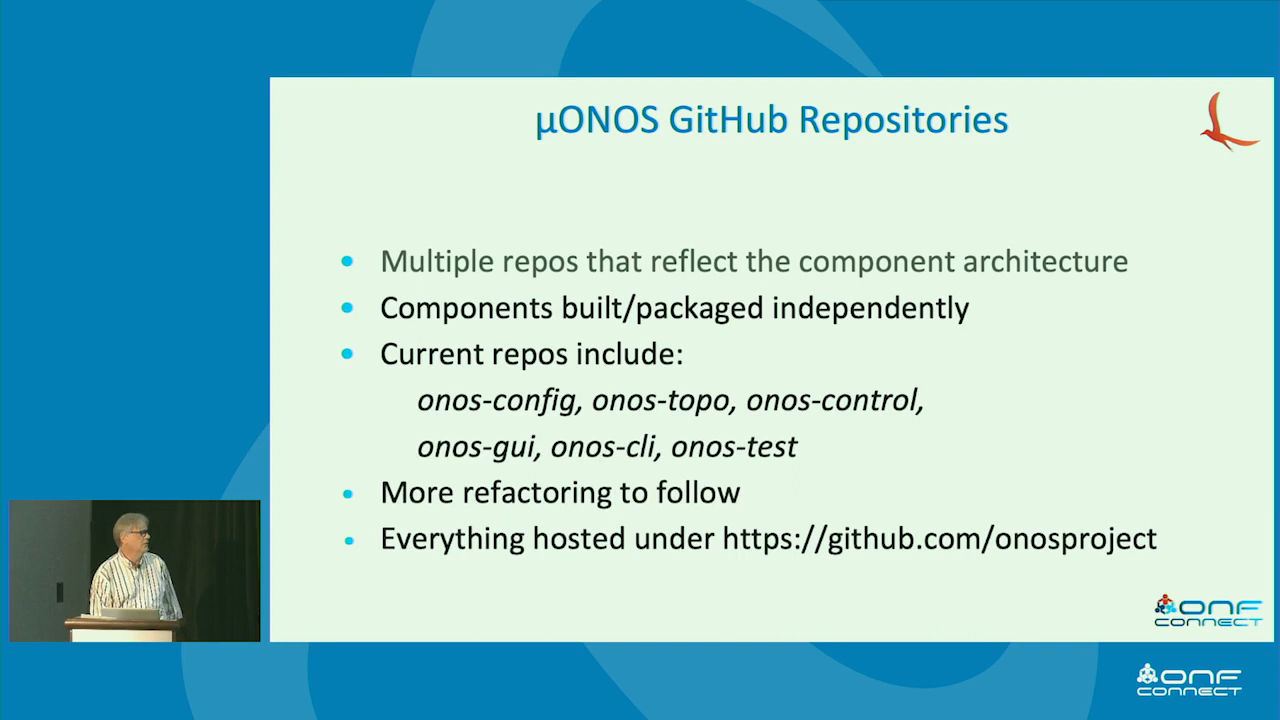 µONOS GitHub Repositories
• Multiple repos that reflect the component architecture
• Components built/packaged independently
• Current repos include:
onos-config, onos-topo, onos-control,
onos-gui, onos-cli, onos-test
• More refactoring to follow
• Everything hosted under https://github.com/onosproject
ONF
CONNECT
ONF
CONNECT